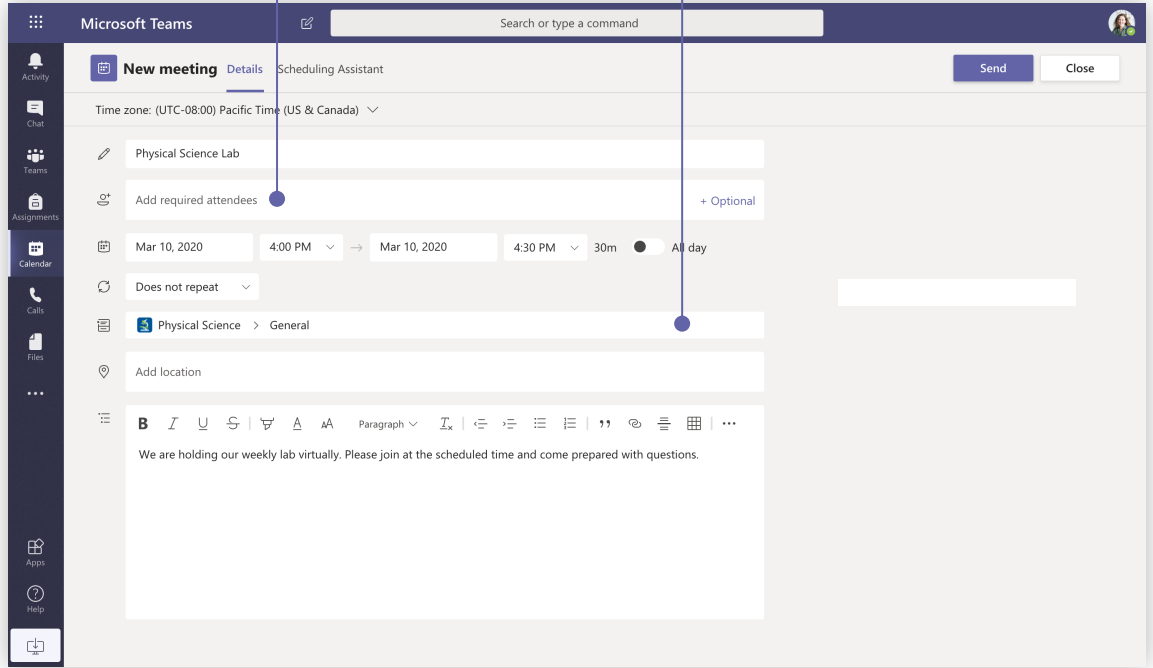 Microsoft Teams
Search or type a command
Activity
Chat
Teams
Assignments
Calendar
Calls
Files
Apps
Help
New meeting Details Scheduling Assistant
Send Close
Time zone: (UTC-08:00) Pacific Time (US & Canada)
Physical Science Lab
Add required attendees + Optional
Mar 10, 2020 4:00 PM → Mar 10, 2020 4:30 PM 30m All day
Does not repeat
Physical Science > General
Add location
B I U S A AA Paragraph Tx
We are holding our weekly lab virtually. Please join at the scheduled time and come prepared with questions.